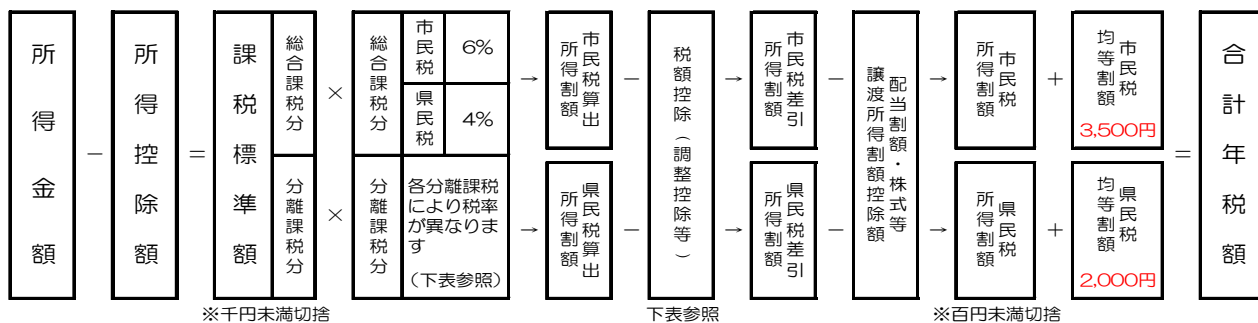 所得金額
−
所得控除額
=
課税標準額
総合課税分
分離課税分
×
×
総合課税分
市民税
6%
県民税
4%
分離課税分
各分離課税
により税率
が異なりま
す
(下表参照)
→
→
市民税算出
所得割額
県民税算出
所得割額
−
−
税額控除(調整控除等)
→
→
市民税差引
所得割額
県民税差引
所得割額
−
−
配当割額・株式等
譲渡所得割額控除額
→
→
市民税
所得割額
県民税
所得割額
+
+
市民税
均等割額
3,500円
県民税
均等割額
2,000円
=
合計年税額
※千円未満切捨
下表参照
※百円未満切捨